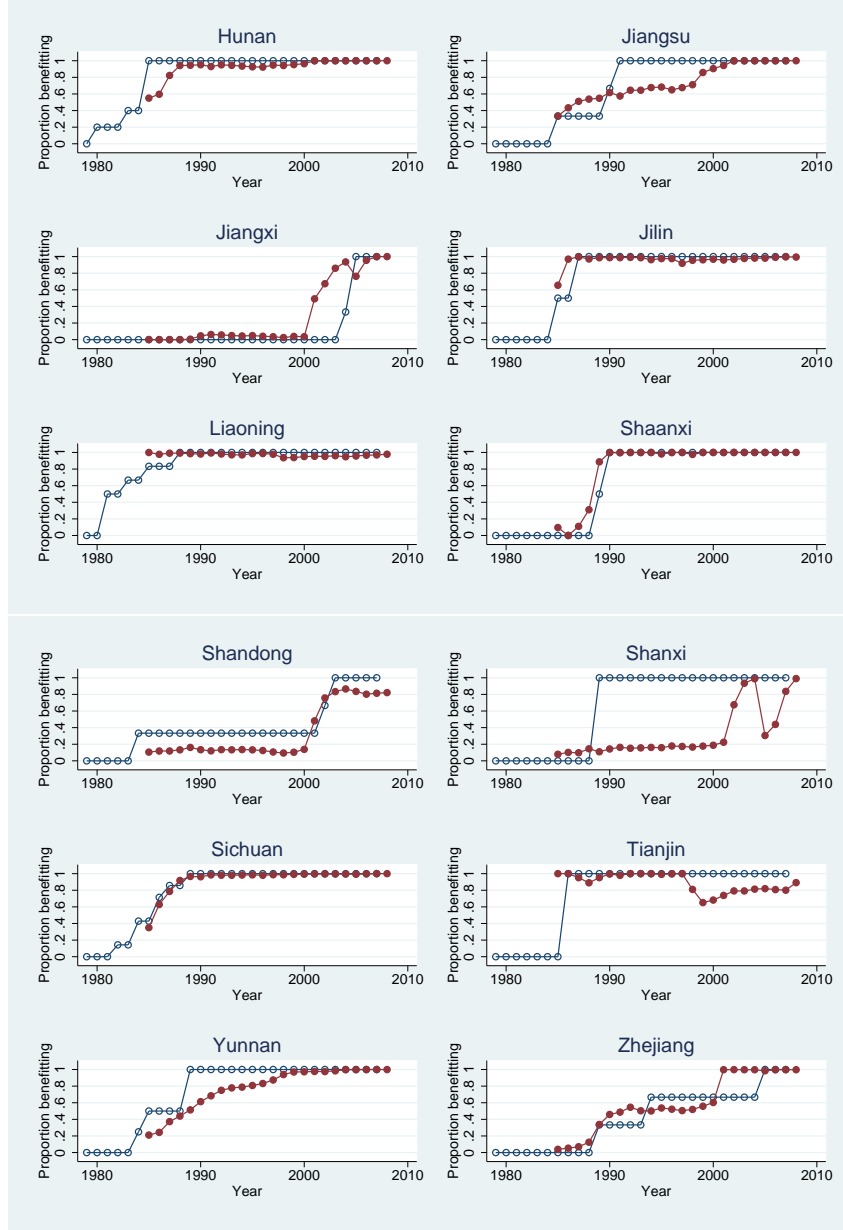 Hunan
Proportion benefitting
0 .2 .4 .6 .8 1
1980 1990 2000 2010
Year
Jiangsu
Proportion benefitting
0 .2 .4 .6 .8 1
1980 1990 2000 2010
Year
Jiangxi
Proportion benefitting
0 .2 .4 .6 .8 1
1980 1990 2000 2010
Year
Jilin
Proportion benefitting
0 .2 .4 .6 .8 1
1980 1990 2000 2010
Year
Liaoning
Proportion benefitting
0 .2 .4 .6 .8 1
1980 1990 2000 2010
Year
Shaanxi
Proportion benefitting
0 .2 .4 .6 .8 1
1980 1990 2000 2010
Year
Shandong
Proportion benefitting
0 .2 .4 .6 .8 1
1980 1990 2000 2010
Year
Shanxi
Proportion benefitting
0 .2 .4 .6 .8 1
1980 1990 2000 2010
Year
Sichuan
Proportion benefitting
0 .2 .4 .6 .8 1
1980 1990 2000 2010
Year
Tianjin
Proportion benefitting
0 .2 .4 .6 .8 1
1980 1990 2000 2010
Year
Yunnan
Proportion benefitting
0 .2 .4 .6 .8 1
1980 1990 2000 2010
Year
Zhejiang
Proportion benefitting
0 .2 .4 .6 .8 1
1980 1990 2000 2010
Year